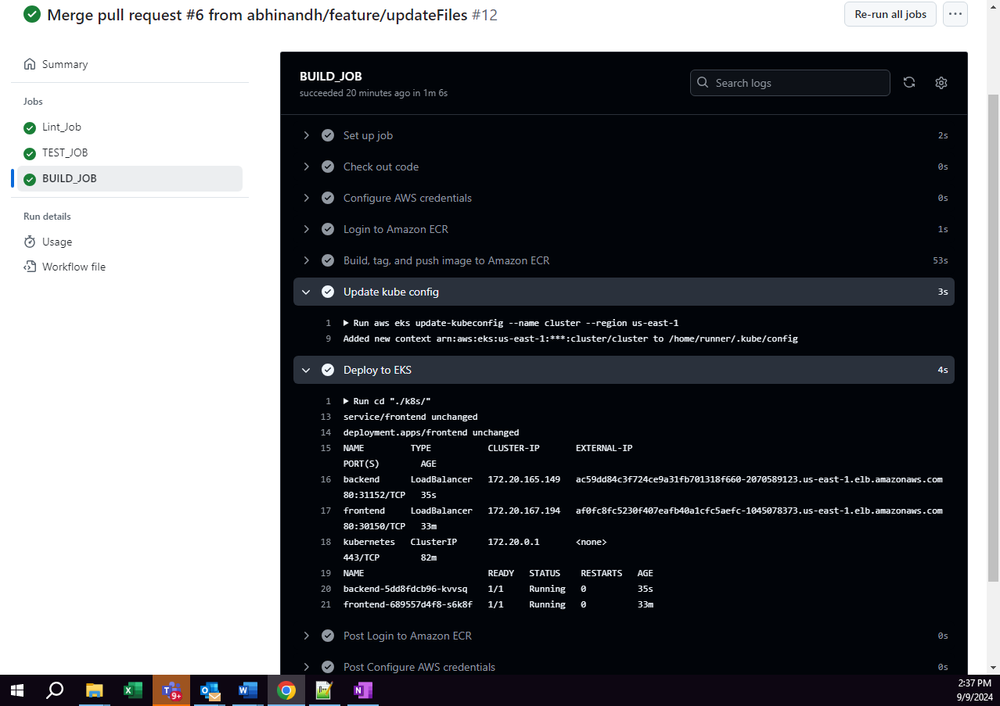 Merge pull request #6 from abhinandh/feature/updateFiles #12
Re-run all jobs
Summary
Jobs
Lint_Job
TEST_JOB
BUILD_JOB
Run details
Usage
Workflow file
BUILD_JOB
succeeded 20 minutes ago in 1m 6s
Search logs
Set up job 2s
Check out code 0s
Configure AWS credentials 0s
Login to Amazon ECR 1s
Build, tag, and push image to Amazon ECR 53s
Update kube config 3s
1 Run aws eks update-kubeconfig --name cluster --region us-east-1
9 Added new context arn:aws:eks:us-east-1:***:cluster/cluster to /home/runner/.kube/config
Deploy to EKS 4s
1 Run cd "./k8s/"
13 service/frontend unchanged
14 deployment.apps/frontend unchanged
15 NAME TYPE CLUSTER-IP EXTERNAL-IP
PORT(S) AGE
16 backend LoadBalancer 172.20.165.149 ac59dd84c3f724ce9a31fb701318f660-2070589123.us-east-1.elb.amazonaws.com
80:31152/TCP 35s
17 frontend LoadBalancer 172.20.167.194 af0fc8fc5230f407eafb40a1cfc5aefc-1045078373.us-east-1.elb.amazonaws.com
80:30150/TCP 33m
18 kubernetes ClusterIP 172.20.0.1 <none>
443/TCP 82m
19 NAME READY STATUS RESTARTS AGE
20 backend-5dd8fdcb96-kvvsq 1/1 Running 0 35s
21 frontend-689557d4f8-s6k8f 1/1 Running 0 33m
Post Login to Amazon ECR 0s
Post Configure AWS credentials 0s
9+
2:37 PM
9/9/2024